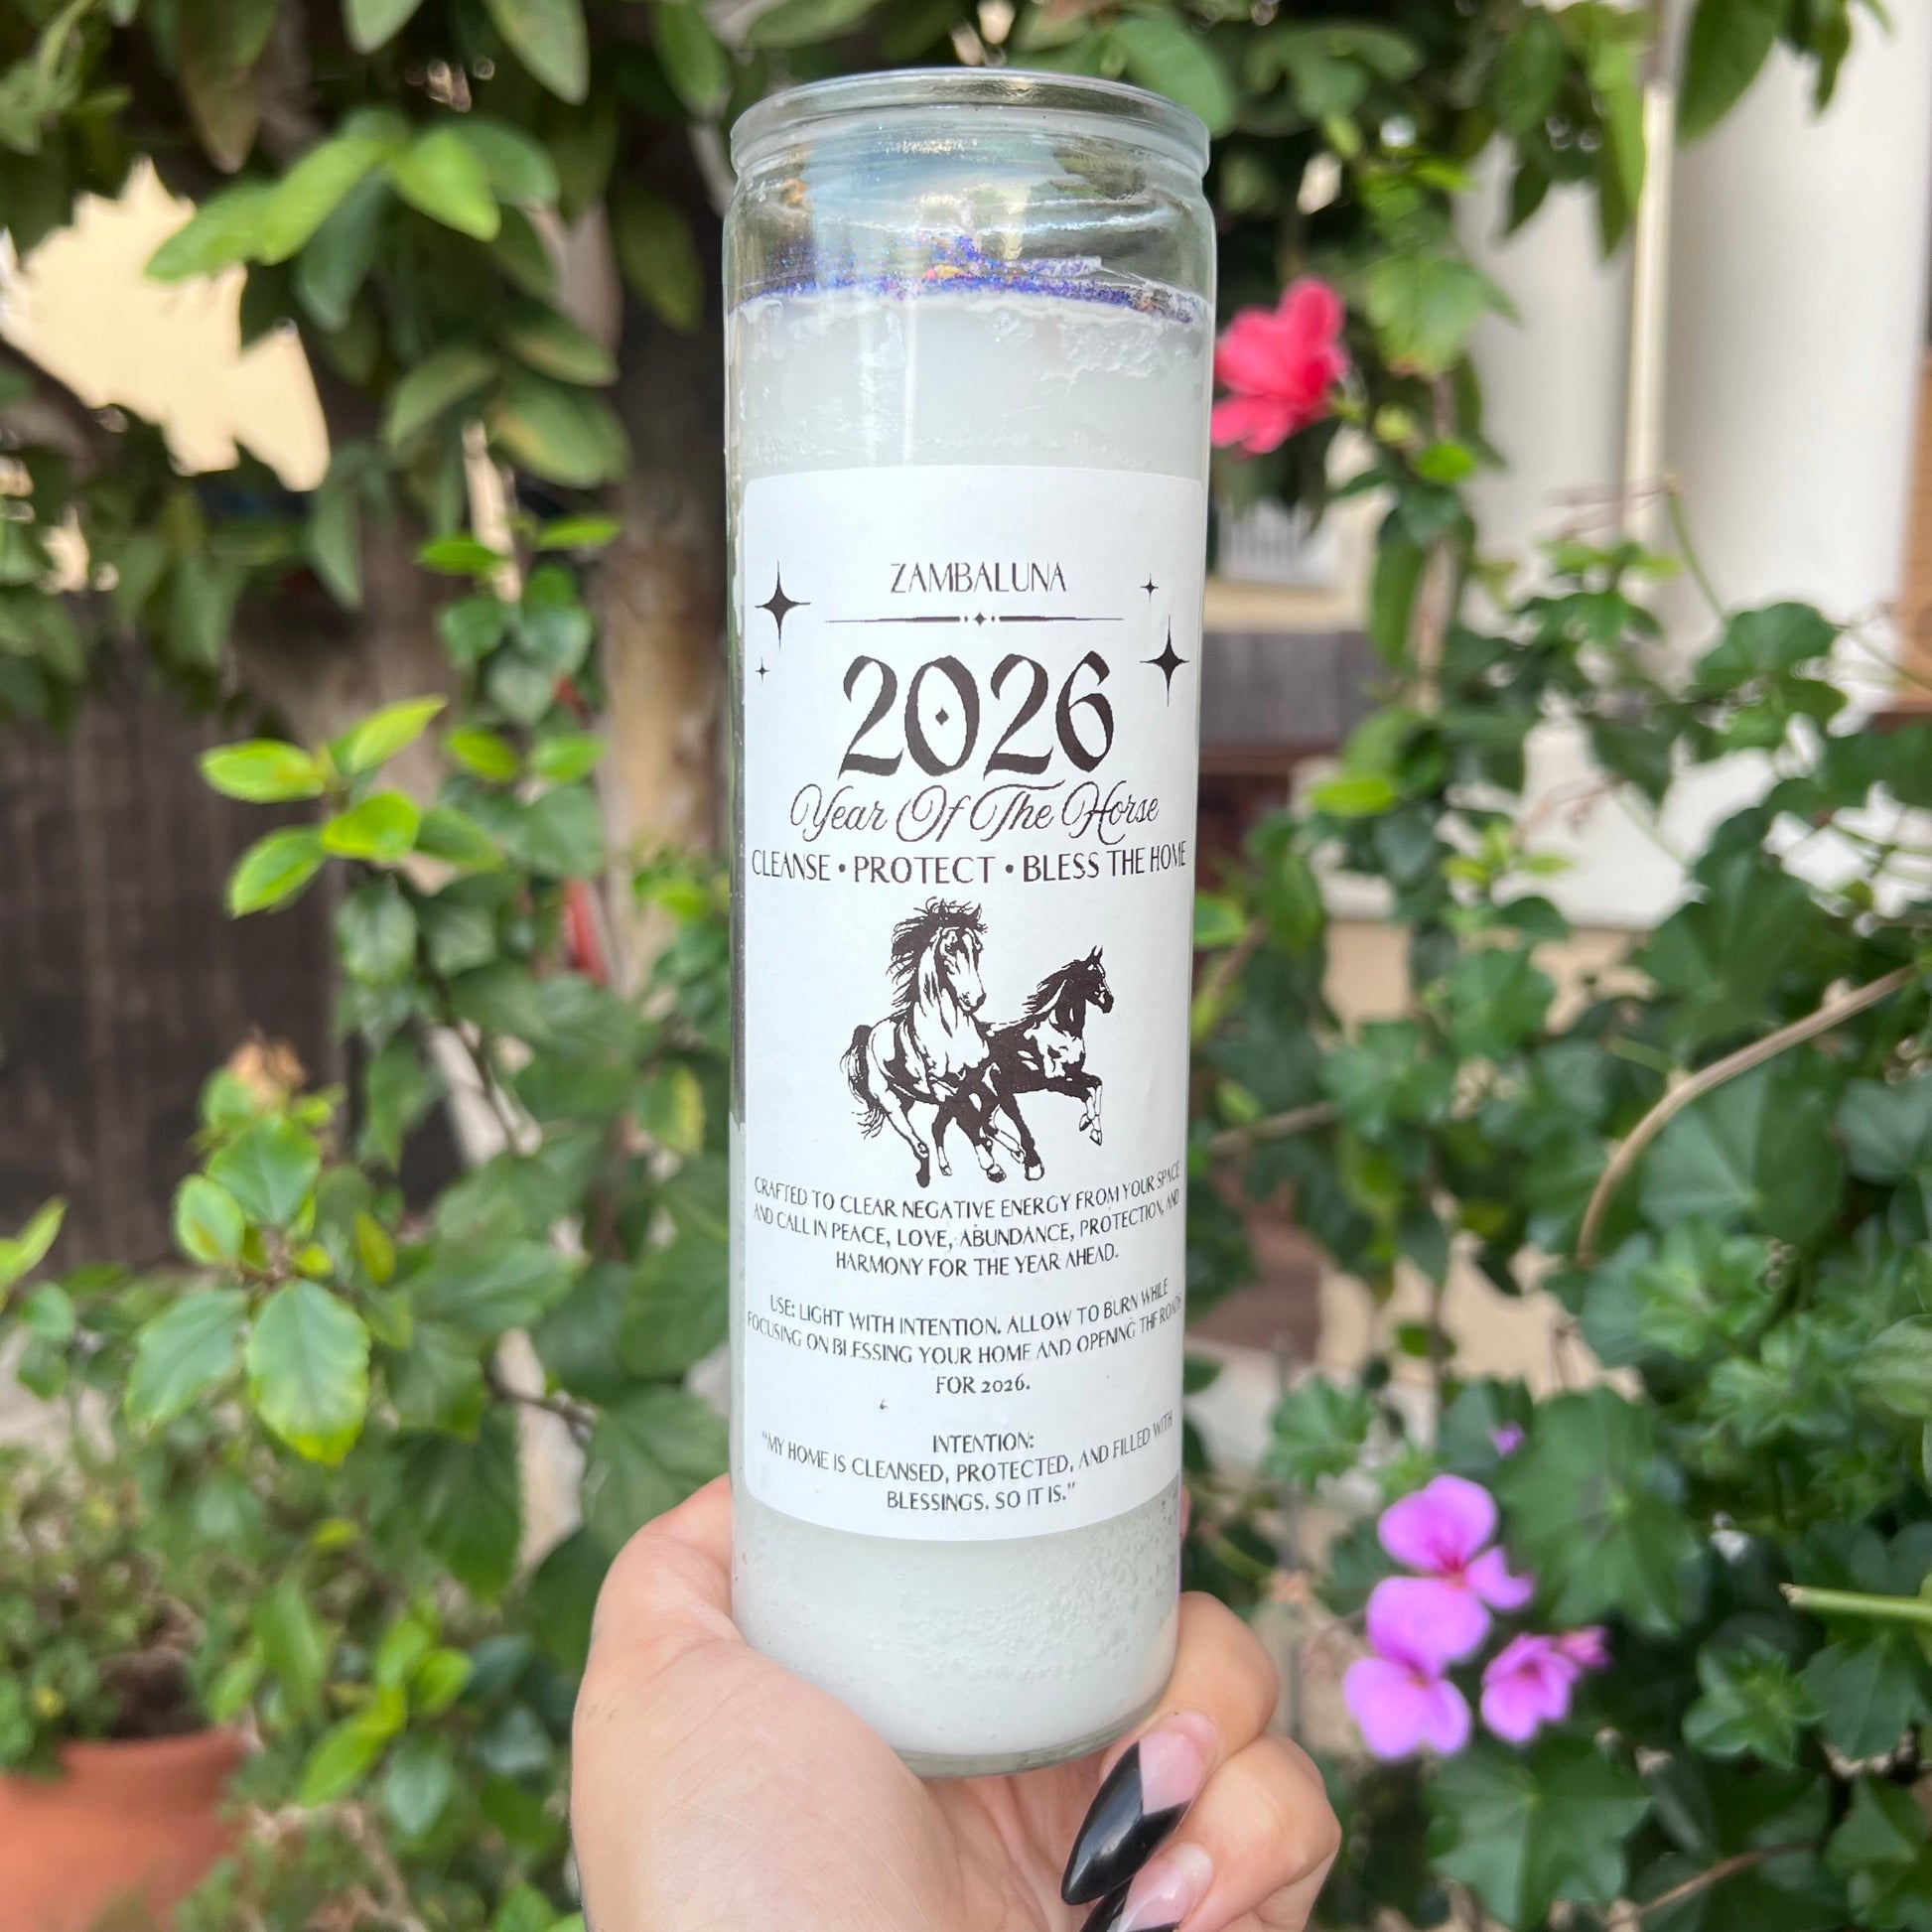 ZAMBALUNA
2026
Year Of The Horse
CLEANSE • PROTECT • BLESS THE HOME
CRAFTED TO CLEAR NEGATIVE ENERGY FROM YOUR SPACE
AND CALL IN PEACE, LOVE, ABUNDANCE, PROTECTION, AND
HARMONY FOR THE YEAR AHEAD.
USE: LIGHT WITH INTENTION. ALLOW TO BURN WHILE
FOCUSING ON BLESSING YOUR HOME AND OPENING THE ROADS
FOR 2026.
INTENTION:
"MY HOME IS CLEANSED, PROTECTED, AND FILLED WITH
BLESSINGS. SO IT IS."